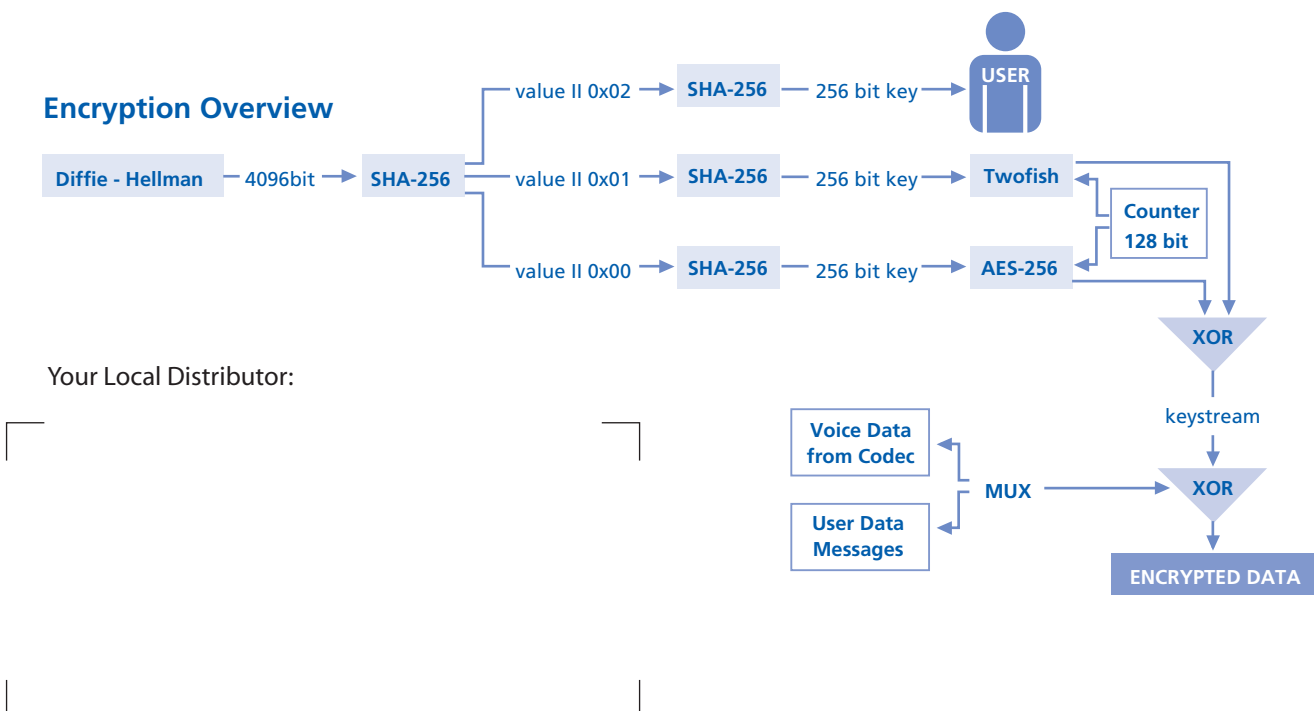 Encryption Overview
Diffie - Hellman
4096bit
SHA-256
value II 0x02
SHA-256
256 bit key
USER
value II 0x01
SHA-256
256 bit key
Twofish
value II 0x00
SHA-256
256 bit key
AES-256
Counter
128 bit
XOR
keystream
Your Local Distributor:
Voice Data
from Codec
User Data
Messages
MUX
XOR
ENCRYPTED DATA